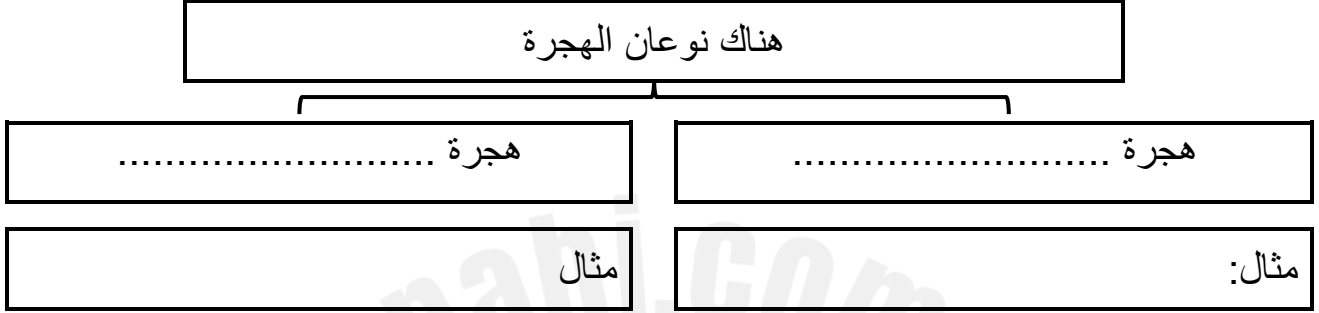 هناك نوعان الهجرة
هجرة ...........................
هجرة ...........................
مثال:
مثال